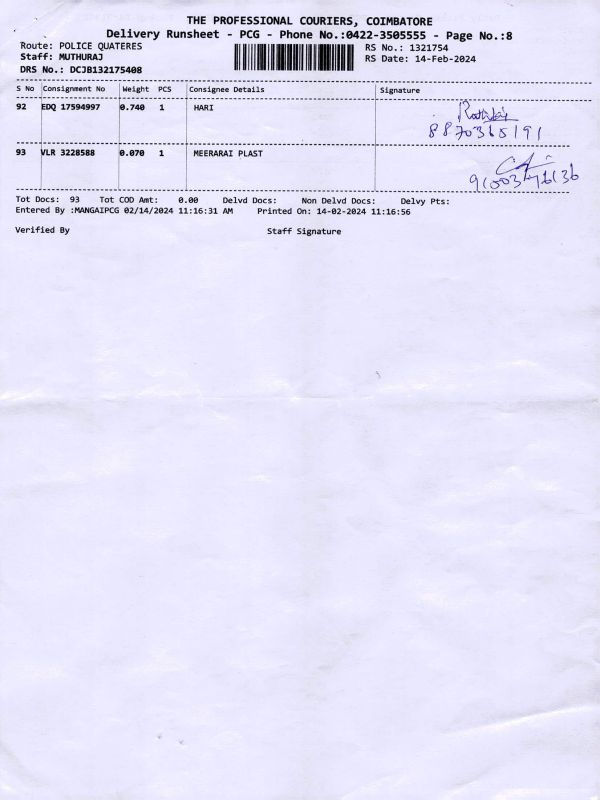 THE PROFESSIONAL COURIERS, COIMBATORE
Delivery Runsheet - PCG - Phone No.:0422-3505555 - Page No.:8
Route: POLICE QUATERES RS No.: 1321754
Staff: MUTHURAJ RS Date: 14-Feb-2024
DRS No.: DCJB132175408
S No Consignment No Weight PCS Consignee Details Signature
92 EDQ 17594997 0.740 1 HARI
8870365191
93 VLR 3228588 0.070 1 MEERARAI PLAST
Tot Docs: 93 Tot COD Amt: 0.00 Delvd Docs: Non Delvd Docs: Delvy Pts:
Entered By :MANGAIPCG 02/14/2024 11:16:31 AM Printed On: 14-02-2024 11:16:56
Verified By Staff Signature